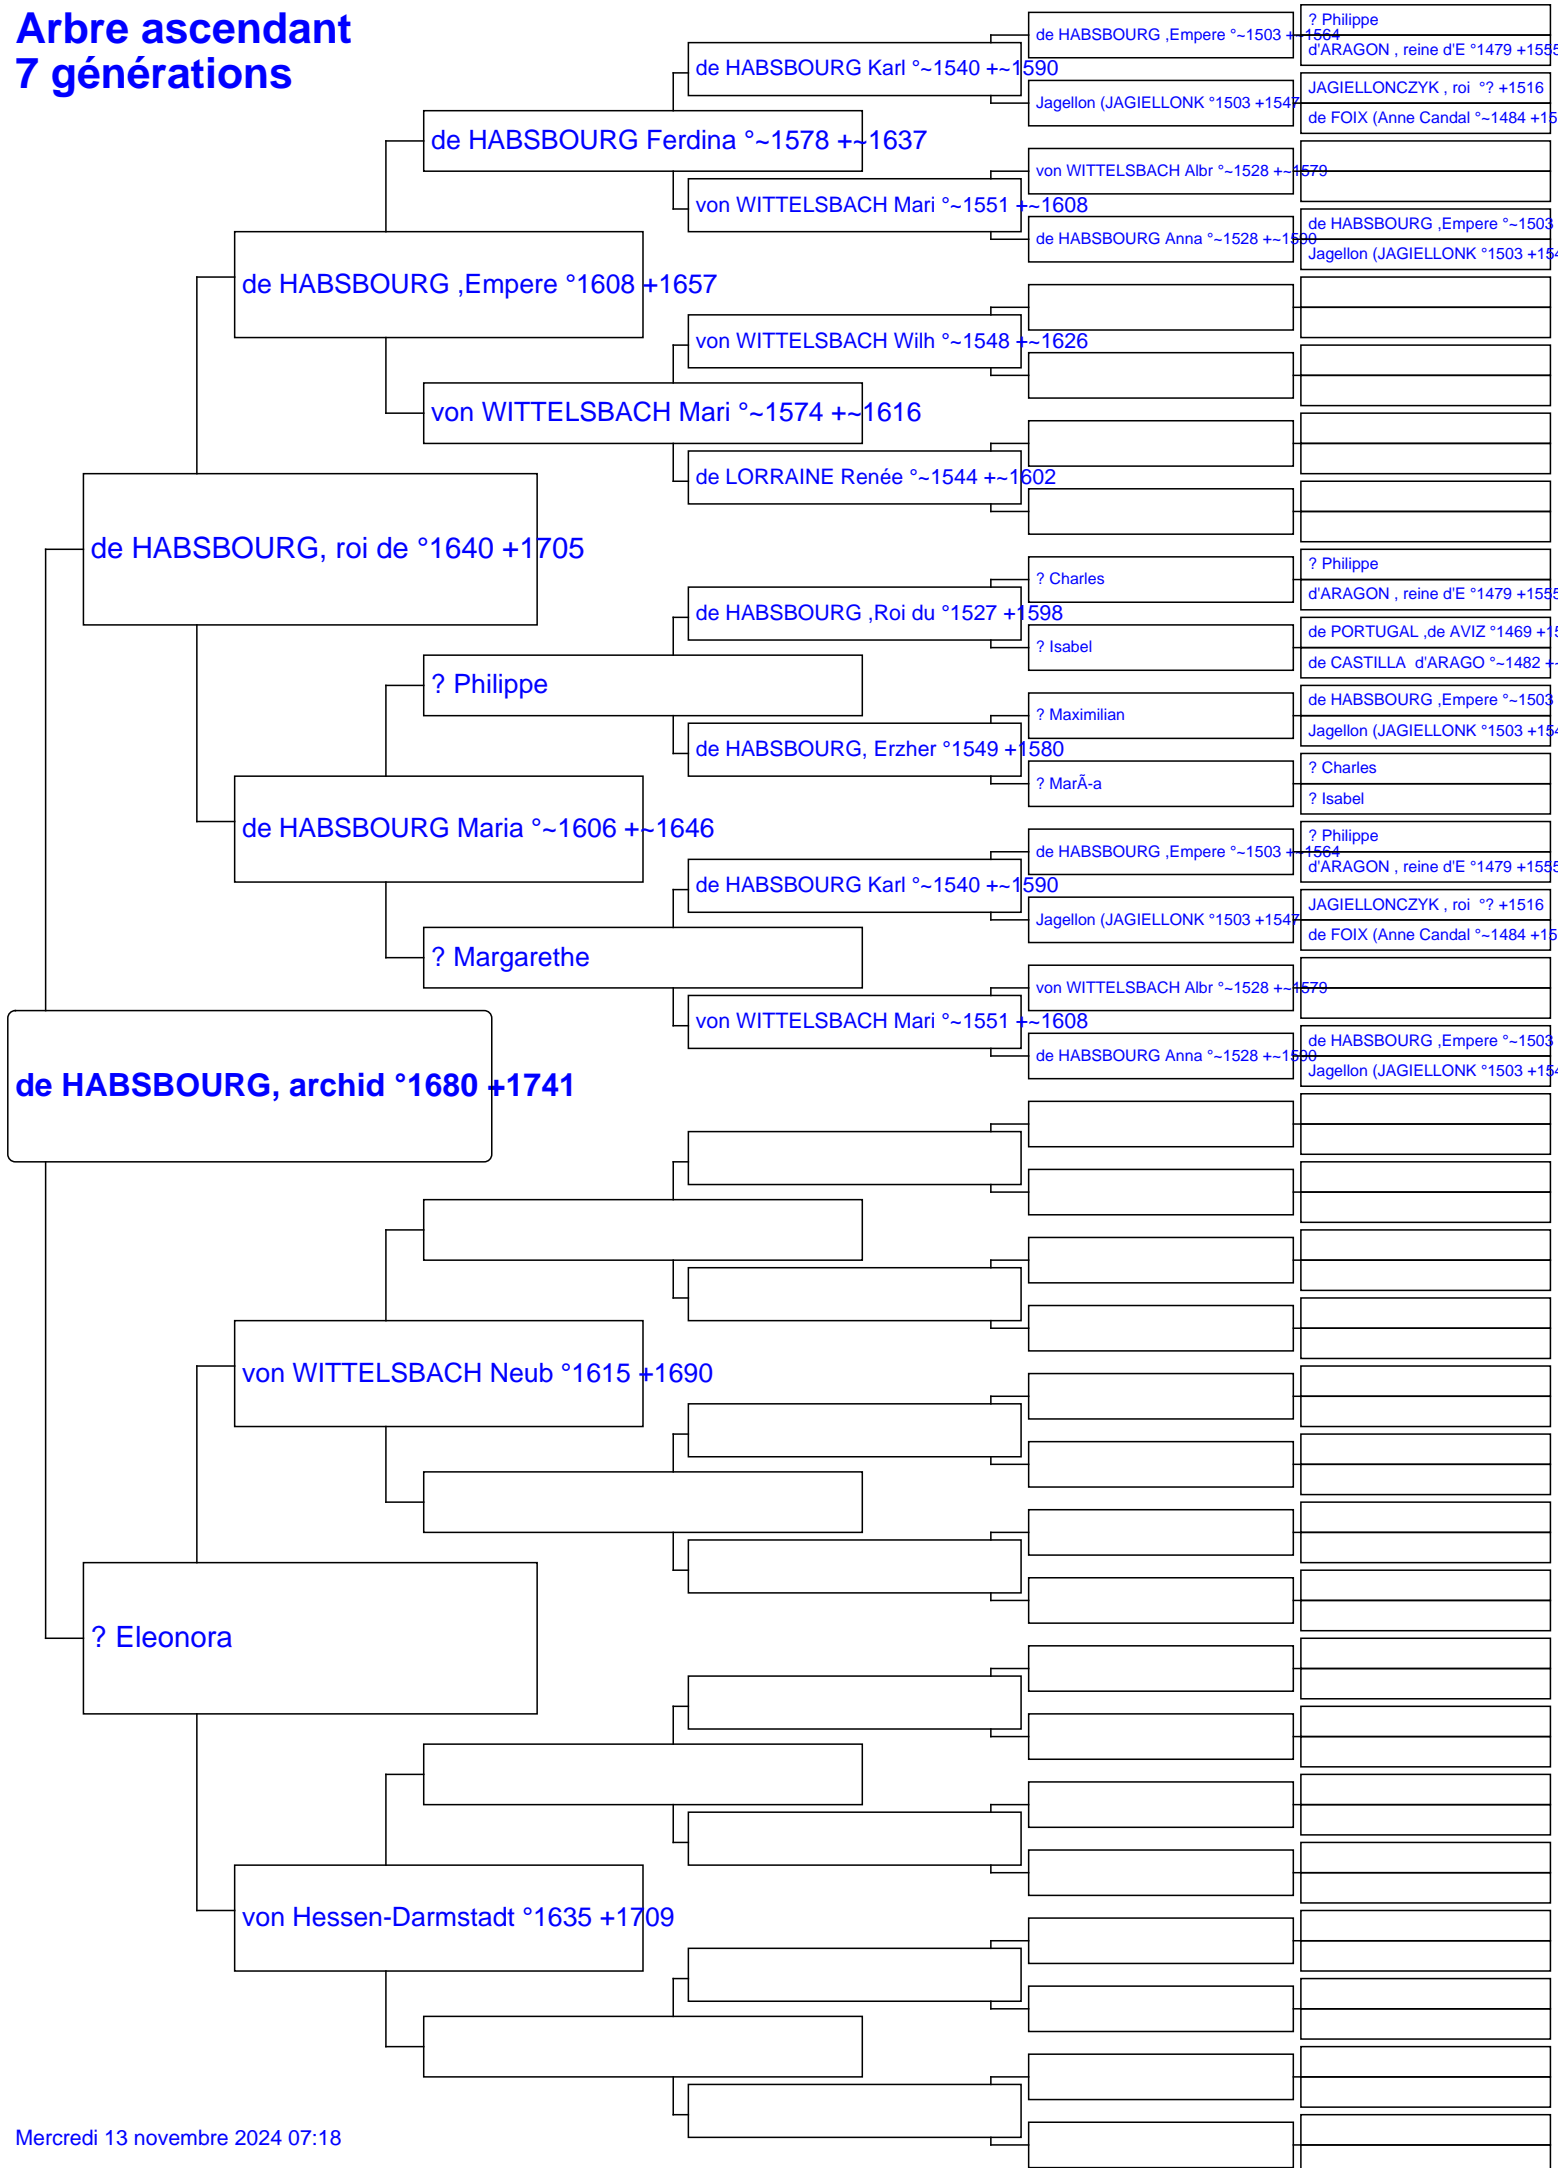 Arbre ascendant
7 générations
de HABSBOURG, archid °1680 +1741
de HABSBOURG, roi de °1640 +1705
? Eleonora
de HABSBOURG ,Empere °1608 +1657
de HABSBOURG Maria °~1606 +~1646
von WITTELSBACH Neub °1615 +1690
von Hessen-Darmstadt °1635 +1709
de HABSBOURG Ferdina °~1578 +~1637
von WITTELSBACH Mari °~1574 +~1616
? Philippe
? Margarethe
de HABSBOURG Karl °~1540 +~1590
von WITTELSBACH Mari °~1551 +~1608
von WITTELSBACH Wilh °~1548 +~1626
de LORRAINE Renée °~1544 +~1602
de HABSBOURG ,Roi du °1527 +1598
de HABSBOURG, Erzher °1549 +1580
de HABSBOURG Karl °~1540 +~1590
von WITTELSBACH Mari °~1551 +~1608
de HABSBOURG ,Empere °~1503 +~1564
Jagellon (JAGIELLONK °1503 +1547
von WITTELSBACH Albr °~1528 +~1579
de HABSBOURG Anna °~1528 +~1590
? Charles
? Isabel
? Maximilian
? MarÃ-a
de HABSBOURG ,Empere °~1503 +~1564
Jagellon (JAGIELLONK °1503 +1547
von WITTELSBACH Albr °~1528 +~1579
de HABSBOURG Anna °~1528 +~1590
? Philippe
d'ARAGON , reine d'E °1479 +1555
JAGIELLONCZYK , roi °? +1516
de FOIX (Anne Candal °~1484 +15
de HABSBOURG ,Empere °~1503
Jagellon (JAGIELLONK °1503 +154
? Philippe
d'ARAGON , reine d'E °1479 +1555
de PORTUGAL ,de AVIZ °1469 +15
de CASTILLA d'ARAGO °~1482 +~
de HABSBOURG ,Empere °~1503
Jagellon (JAGIELLONK °1503 +154
? Charles
? Isabel
? Philippe
d'ARAGON , reine d'E °1479 +1555
JAGIELLONCZYK , roi °? +1516
de FOIX (Anne Candal °~1484 +15
de HABSBOURG ,Empere °~1503
Jagellon (JAGIELLONK °1503 +154
Mercredi 13 novembre 2024 07:18